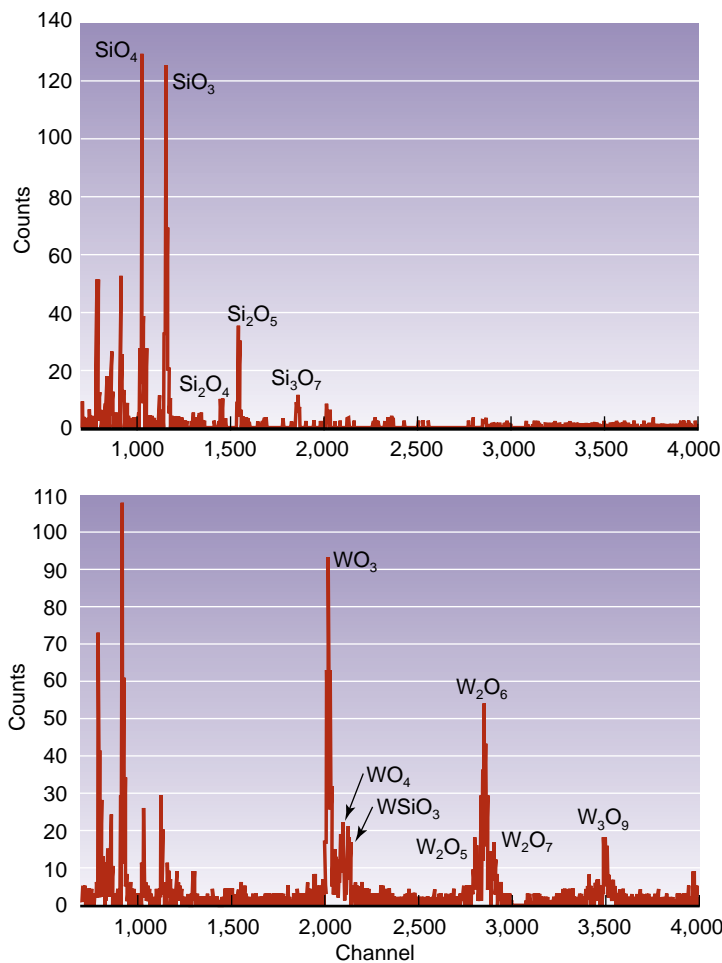 140
120
100
80
60
40
20
0
Counts
SiO₄
SiO₃
Si₂O₄
Si₂O₅
Si₃O₇
1,000 1,500 2,000 2,500 3,000 3,500 4,000
110
100
90
80
70
60
50
40
30
20
10
0
Counts
WO₃
WO₄
WSiO₃
W₂O₆
W₂O₅
W₂O₇
W₃O₉
1,000 1,500 2,000 2,500 3,000 3,500 4,000
Channel